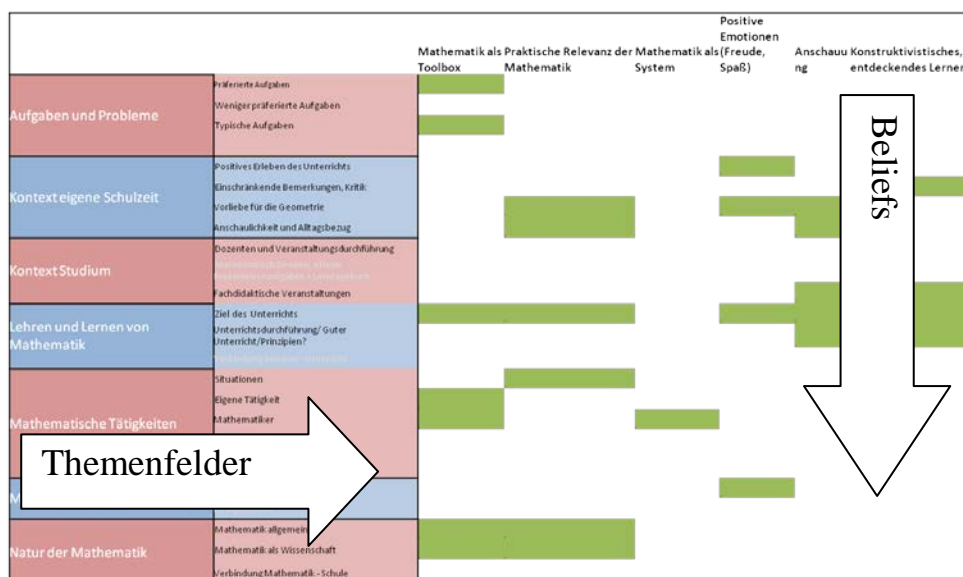 Positive
Emotionen
Mathematik als Praktische Relevanz der Mathematik als (Freude, Anschauu Konstruktivistisches,
Toolbox Mathematik System Spaß) ng entdeckendes Lernen
Aufgaben und Probleme
Präferierte Aufgaben
Weniger präferierte Aufgaben
Typische Aufgaben
Kontext eigene Schulzeit
Positives Erleben des Unterrichts
Einschränkende Bemerkungen, Kritik
Vorliebe für die Geometrie
Anschaulichkeit und Alltagsbezug
Kontext Studium
Dozenten und Veranstaltungsdurchführung
Fachdidaktische Veranstaltungen
Lehren und Lernen von
Mathematik
Ziel des Unterrichts
Unterrichtsdurchführung/ Guter
Unterricht/Prinzipien?
Mathematische Tätigkeiten
Situationen
Eigene Tätigkeit
Mathematiker
Natur der Mathematik
Mathematik allgemein
Mathematik als Wissenschaft
Verbindung Mathematik - Schule
Themenfelder
Beliefs